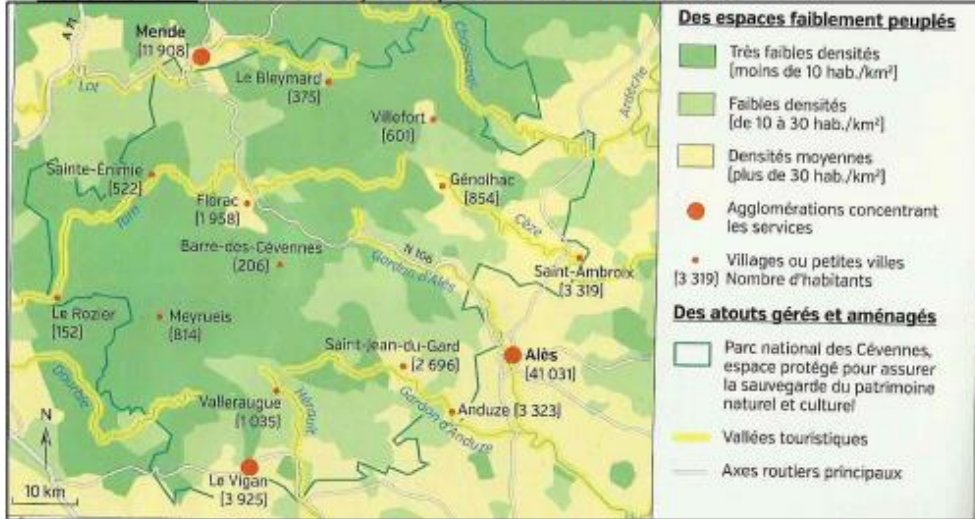 A 75
Mende
[11 908]
Lot
Le Bleymard
[375]
Chassezac
Ardèche
Villefort
[601]
Sainte-Énimie
[522]
Tarn
Florac
[1 958]
Génolhac
[854]
Cèze
Barre-des-Cévennes
[206]
N 106
Gardon d'Alès
Saint-Ambroix
[3 319]
Le Rozier
[152]
Meyrueis
[814]
Saint-Jean-du-Gard
[2 696]
Alès
[41 031]
Dourbie
Valleraugue
[1 035]
Hérault
Gardon d'Anduze
Anduze [3 323]
N
10 km
Le Vigan
[3 925]
Des espaces faiblement peuplés
Très faibles densités
[moins de 10 hab./km²]
Faibles densités
[de 10 à 30 hab./km²]
Densités moyennes
[plus de 30 hab./km²]
Agglomérations concentrant
les services
Villages ou petites villes
[3 319] Nombre d'habitants
Des atouts gérés et aménagés
Parc national des Cévennes,
espace protégé pour assurer
la sauvegarde du patrimoine
naturel et culturel
Vallées touristiques
Axes routiers principaux